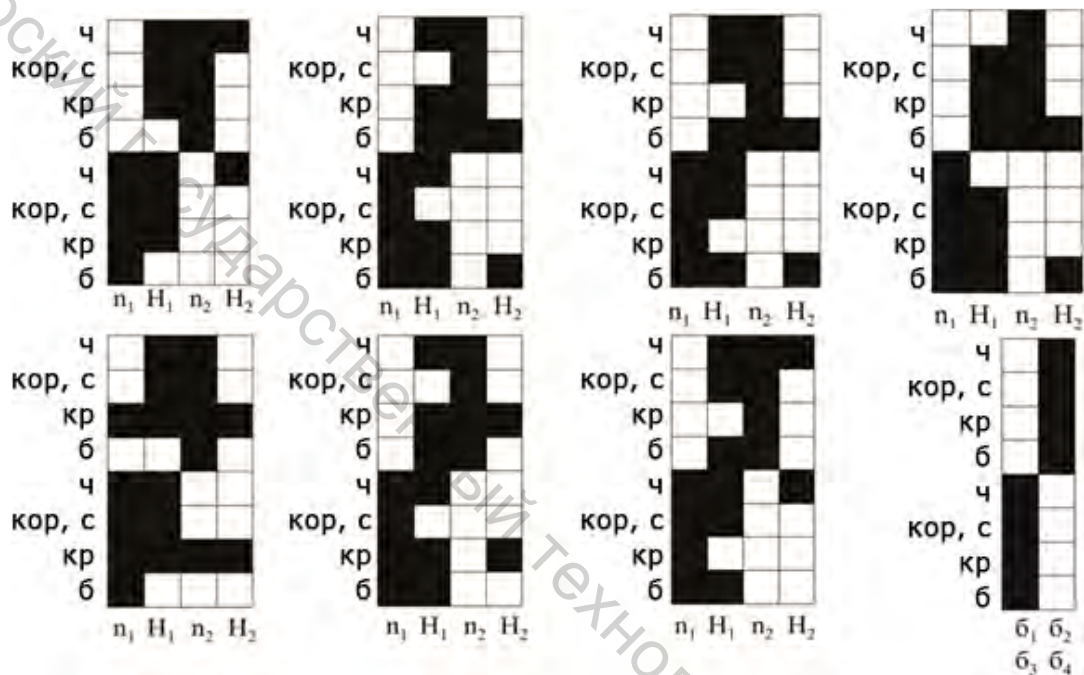 ч ч ч ч
кор, с кор, с кор, с кор, с
кр кр кр кр
б б б б
ч ч ч ч
кор, с кор, с кор, с кор, с
кр кр кр кр
б б б б
n₁ H₁ n₂ H₂ n₁ H₁ n₂ H₂ n₁ H₁ n₂ H₂ n₁ H₁ n₂ H₂
ч ч ч ч
кор, с кор, с кор, с кор, с
кр кр кр кр
б б б б
ч ч ч ч
кор, с кор, с кор, с кор, с
кр кр кр кр
б б б б
n₁ H₁ n₂ H₂ n₁ H₁ n₂ H₂ n₁ H₁ n₂ H₂ б₁ б₂
б₃ б₄